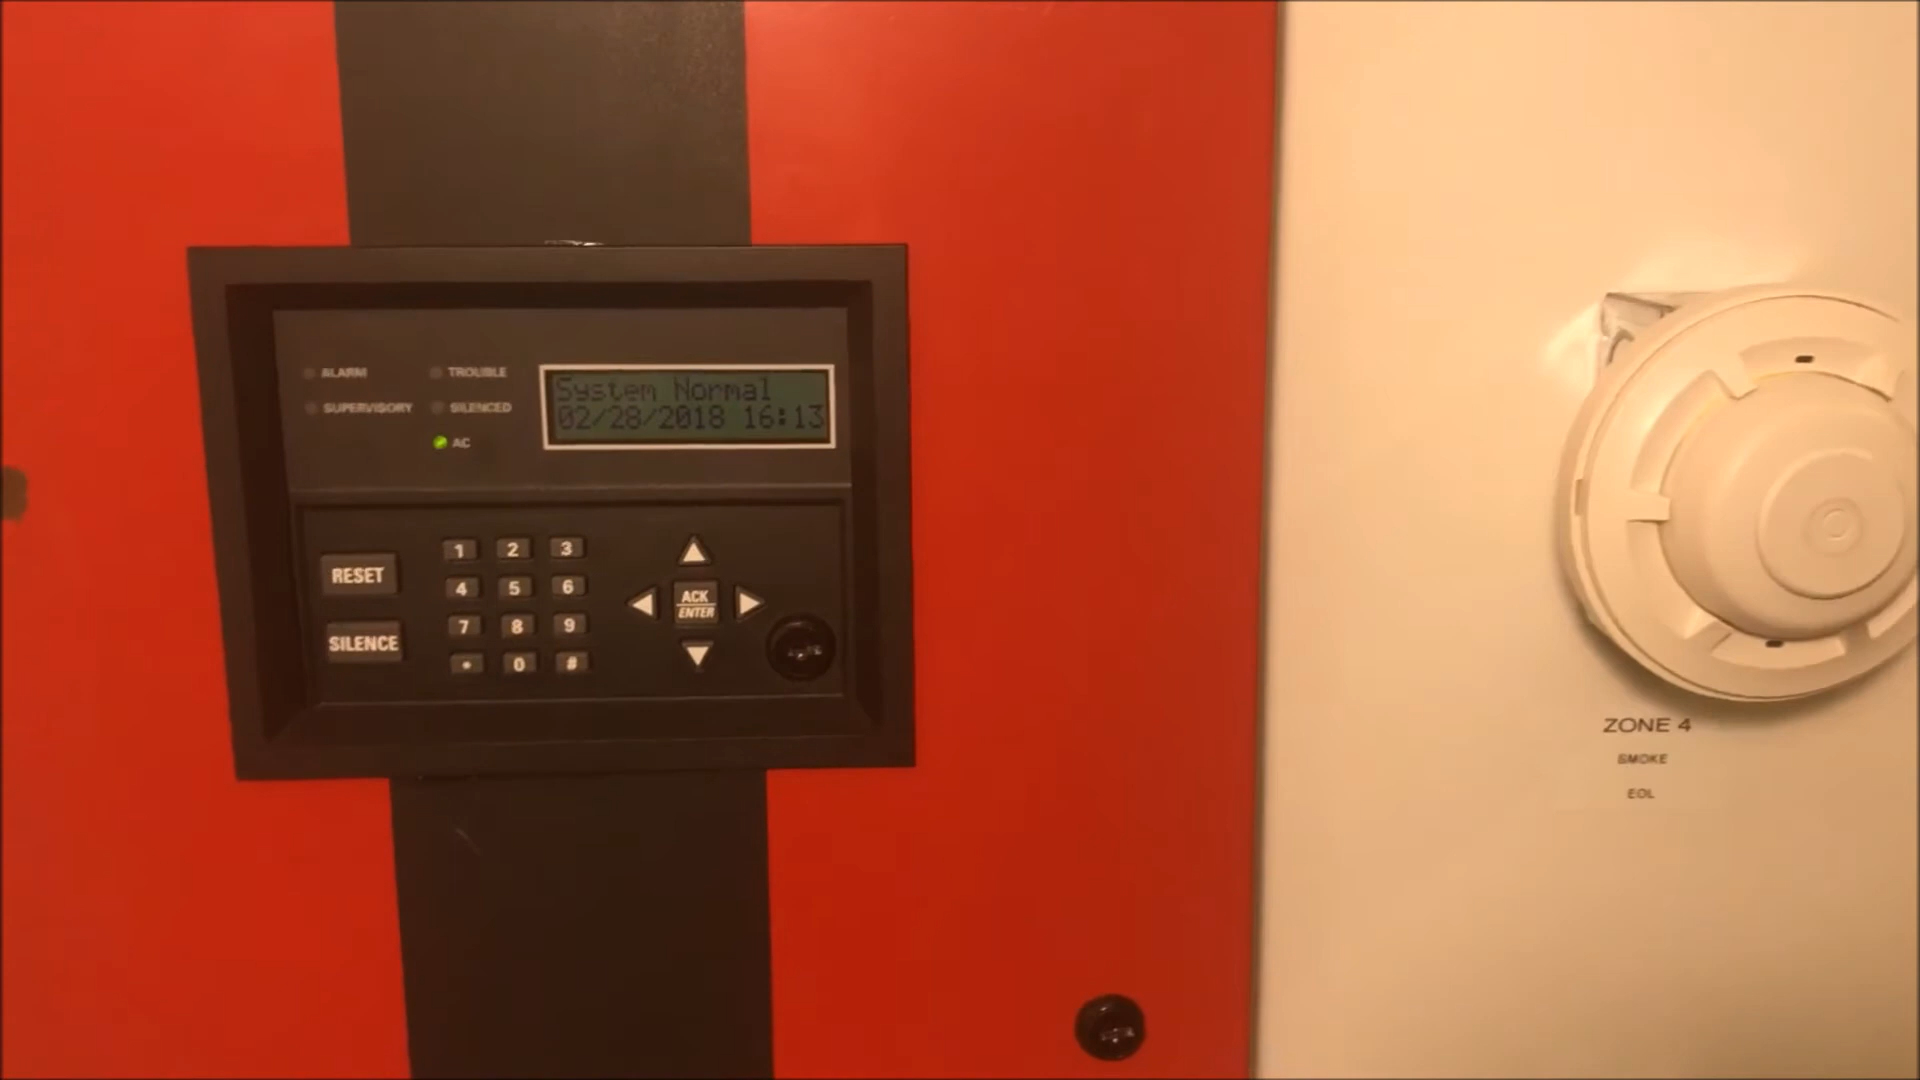 ALARM
TROUBLE
SUPERVISORY
SILENCED
AC
System Normal
02/28/2018 16:13
RESET
SILENCE
1 2 3
4 5 6
7 8 9
* 0 #
ACK
ENTER
ZONE 4
SMOKE
EOL